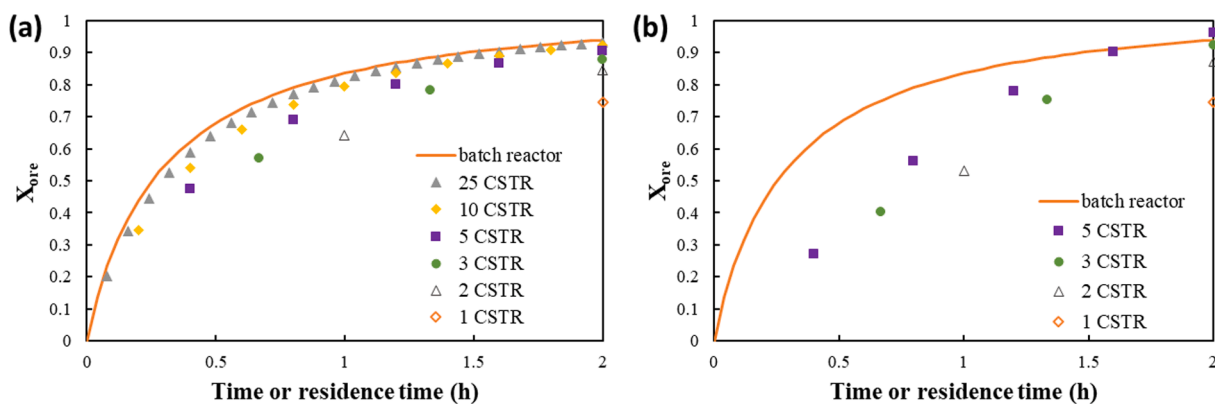 (a)
1
0.9
0.8
0.7
0.6
0.5
0.4
0.3
0.2
0.1
0
X_ore
batch reactor
25 CSTR
10 CSTR
5 CSTR
3 CSTR
2 CSTR
1 CSTR
0 0.5 1 1.5 2
Time or residence time (h)
(b)
1
0.9
0.8
0.7
0.6
0.5
0.4
0.3
0.2
0.1
0
X_ore
batch reactor
5 CSTR
3 CSTR
2 CSTR
1 CSTR
0 0.5 1 1.5 2
Time or residence time (h)